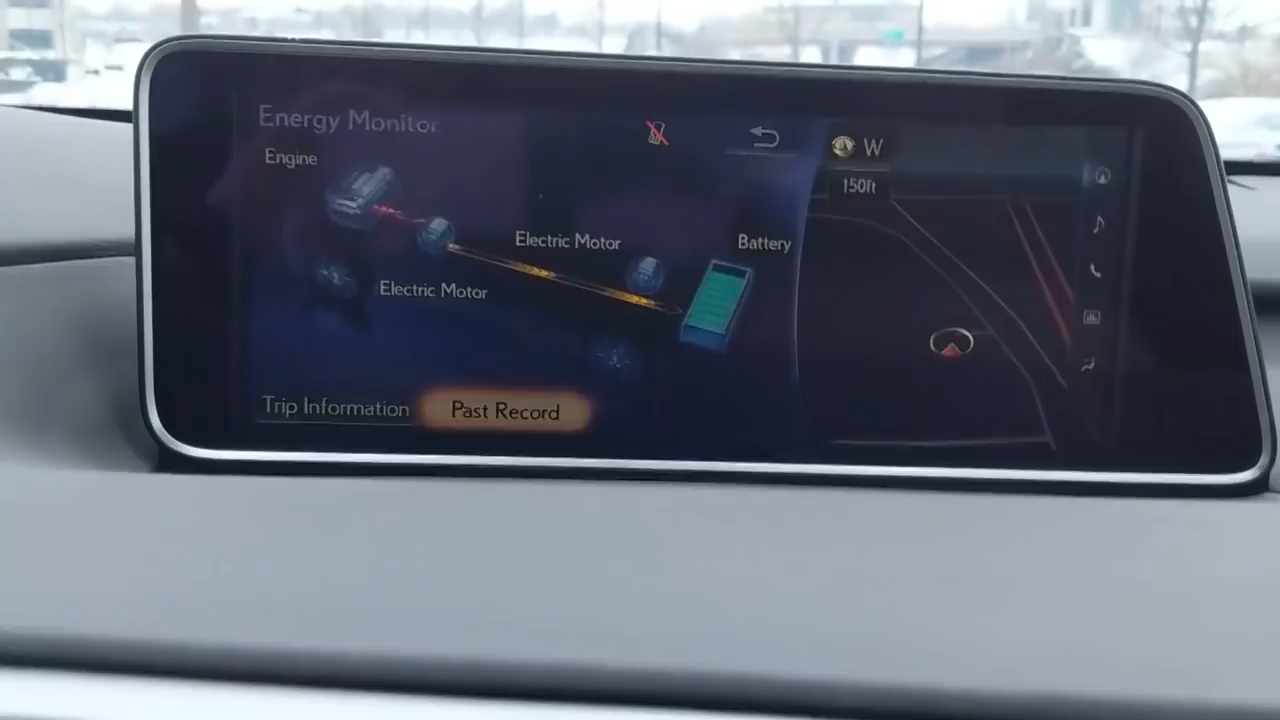 Energy Monitor
Engine
W
150ft
Electric Motor
Battery
Electric Motor
Trip Information
Past Record